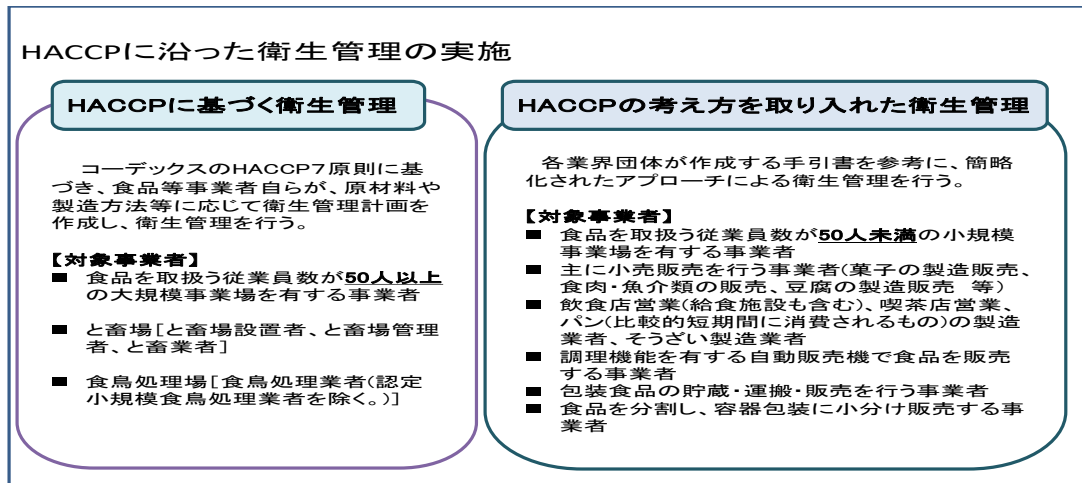 HACCPに沿った衛生管理の実施
HACCPに基づく衛生管理
コーデックスのHACCP7原則に基
づき、食品等事業者自らが、原材料や
製造方法等に応じて衛生管理計画を
作成し、衛生管理を行う。
【対象事業者】
■ 食品を取扱う従業員数が50人以上
の大規模事業場を有する事業者
■ と畜場[と畜場設置者、と畜場管理
者、と畜業者]
■ 食鳥処理場[食鳥処理業者(認定
小規模食鳥処理業者を除く。)]
HACCPの考え方を取り入れた衛生管理
各業界団体が作成する手引書を参考に、簡略
化されたアプローチによる衛生管理を行う。
【対象事業者】
■ 食品を取扱う従業員数が50人未満の小規模
事業場を有する事業者
■ 主に小売販売を行う事業者(菓子の製造販売、
食肉・魚介類の販売、豆腐の製造販売 等)
■ 飲食店営業(給食施設も含む)、喫茶店営業、
パン(比較的短期間に消費されるもの)の製造
業者、そうざい製造業者
■ 調理機能を有する自動販売機で食品を販売
する事業者
■ 包装食品の貯蔵・運搬・販売を行う事業者
■ 食品を分割し、容器包装に小分け販売する事
業者